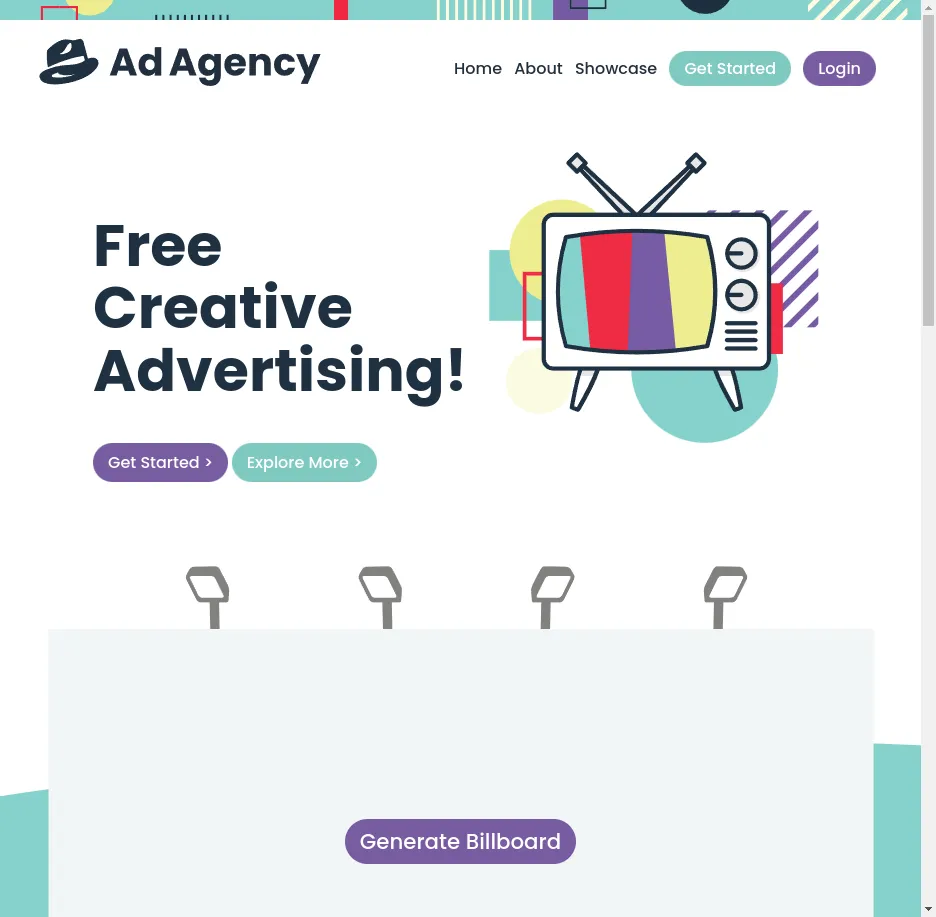 Ad Agency
Home About Showcase Get Started Login
Free
Creative
Advertising!
Get Started > Explore More >
Generate Billboard